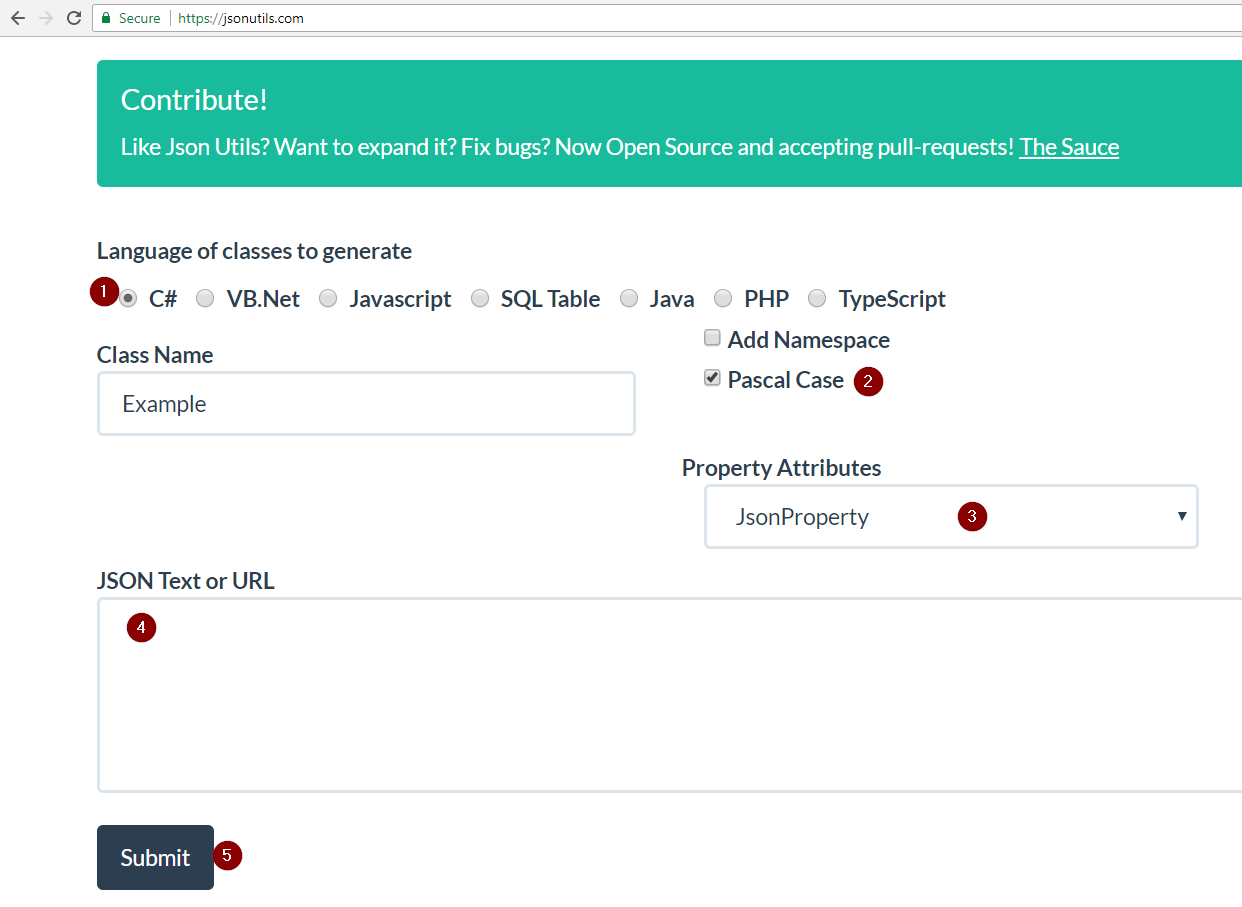 Secure https://jsonutils.com
Contribute!
Like Json Utils? Want to expand it? Fix bugs? Now Open Source and accepting pull-requests! The Sauce
Language of classes to generate
1 C# VB.Net Javascript SQL Table Java PHP TypeScript
Add Namespace
Class Name
Pascal Case 2
Example
Property Attributes
JsonProperty 3
JSON Text or URL
4
Submit 5